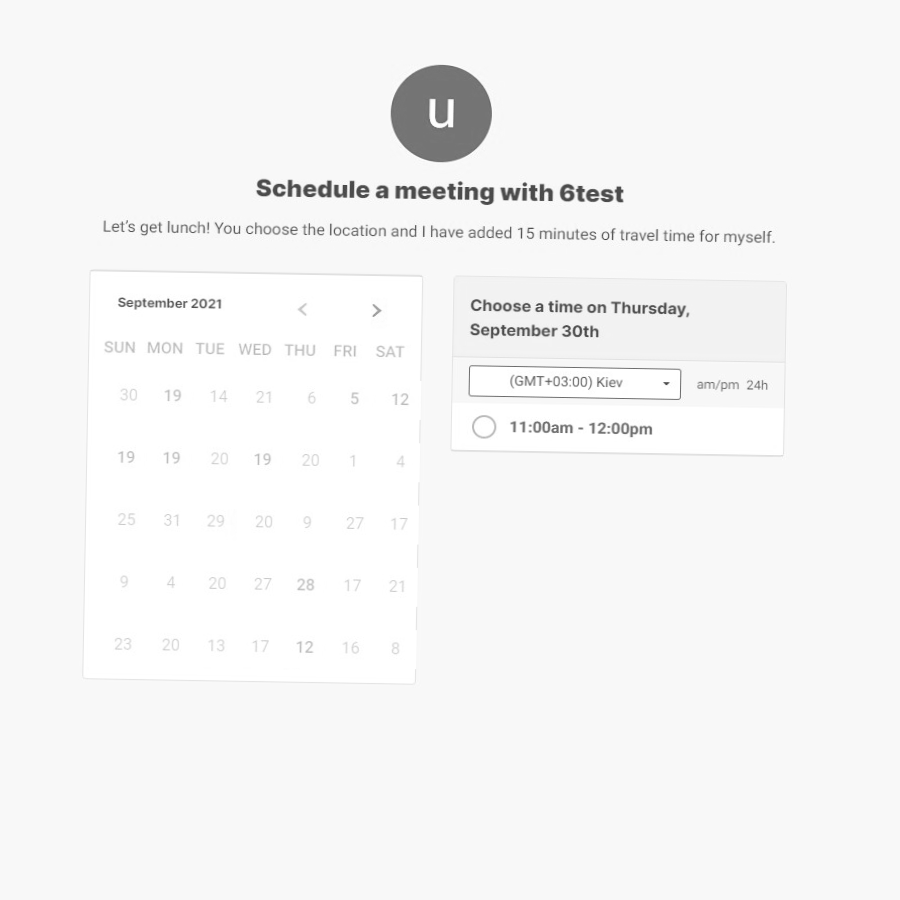 u
Schedule a meeting with 6test
Let's get lunch! You choose the location and I have added 15 minutes of travel time for myself.
September 2021
SUN MON TUE WED THU FRI SAT
30 19 14 21 6 5 12
19 19 20 19 20 1 4
25 31 29 20 9 27 17
9 4 20 27 28 17 21
23 20 13 17 12 16 8
Choose a time on Thursday,
September 30th
(GMT+03:00) Kiev am/pm 24h
11:00am - 12:00pm